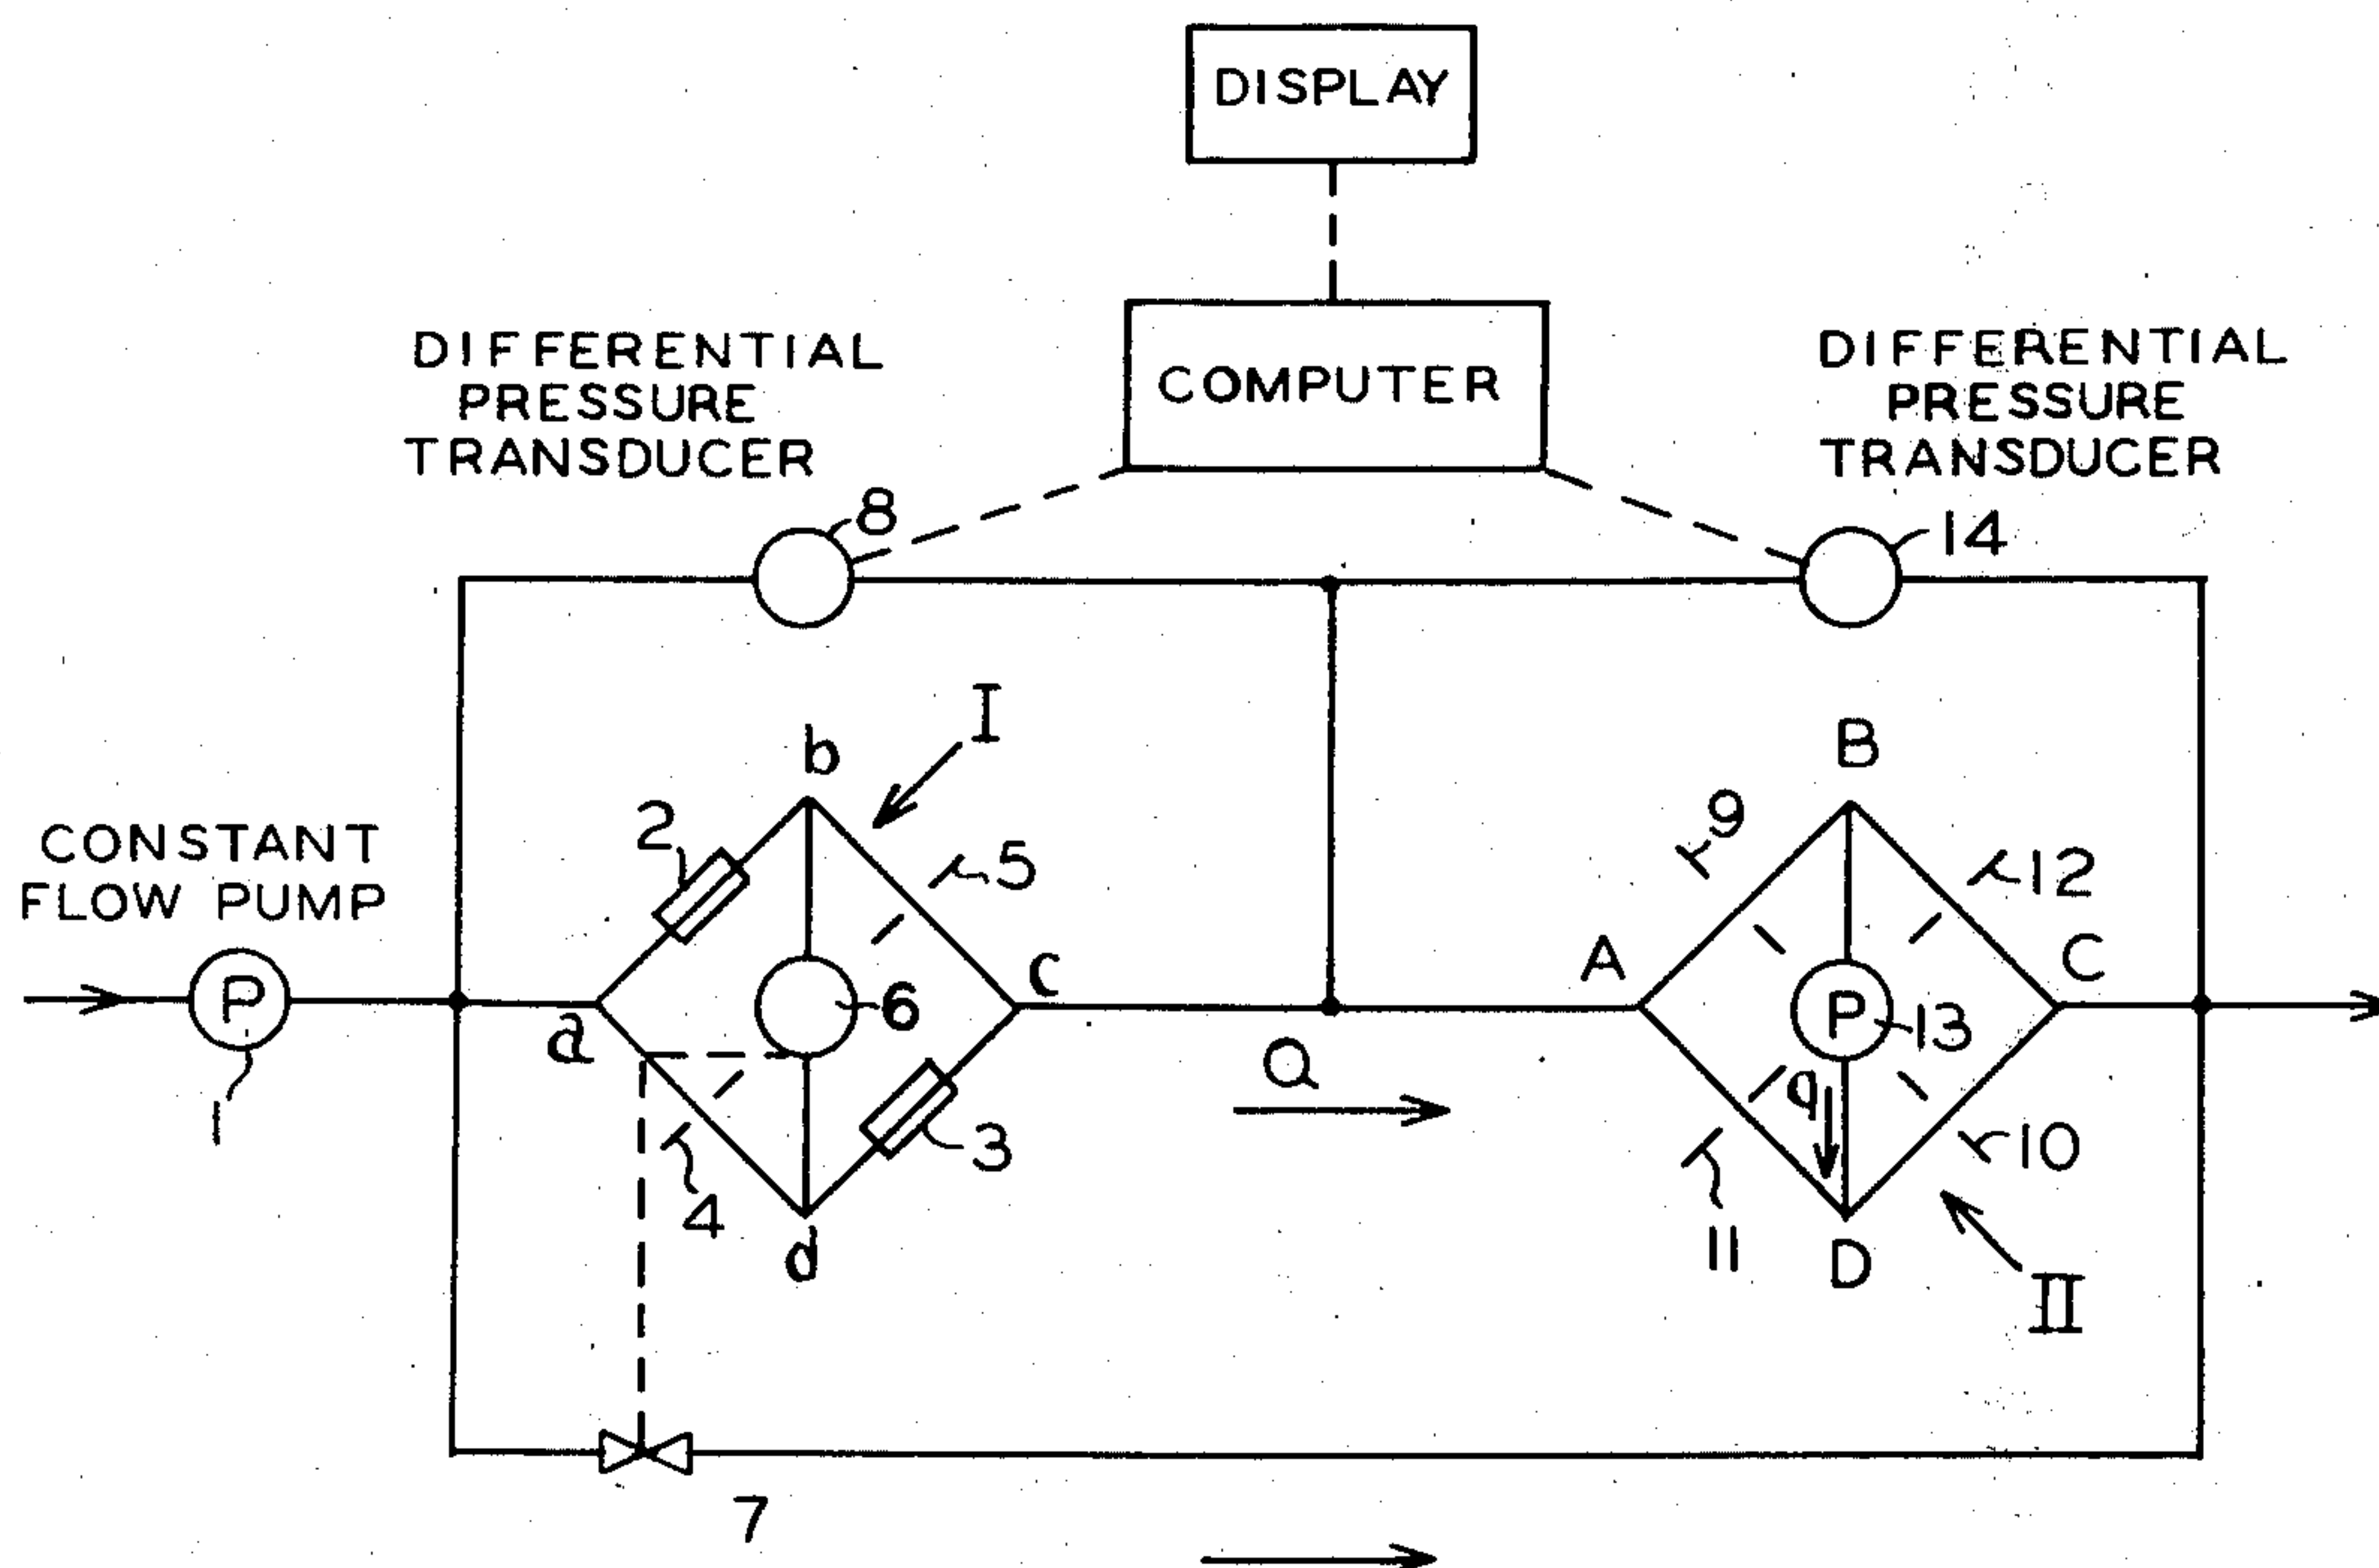 DISPLAY
DIFFERENTIAL
PRESSURE
TRANSDUCER
COMPUTER
DIFFERENTIAL
PRESSURE
TRANSDUCER
8
14
I
b
B
2
5
9
12
CONSTANT
FLOW PUMP
P
a
6
c
A
P
13
C
1
Q
q
4
3
d
11
10
D
II
7